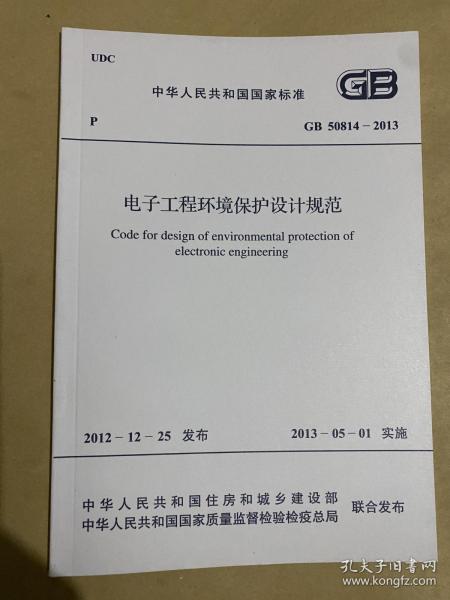 UDC
中华人民共和国国家标准
GB
P
GB 50814-2013
电子工程环境保护设计规范
Code for design of environmental protection of
electronic engineering
2012-12-25 发布
2013-05-01 实施
中华人民共和国住房和城乡建设部
中华人民共和国国家质量监督检验检疫总局
联合发布
孔夫子旧书网
www.kongfz.com